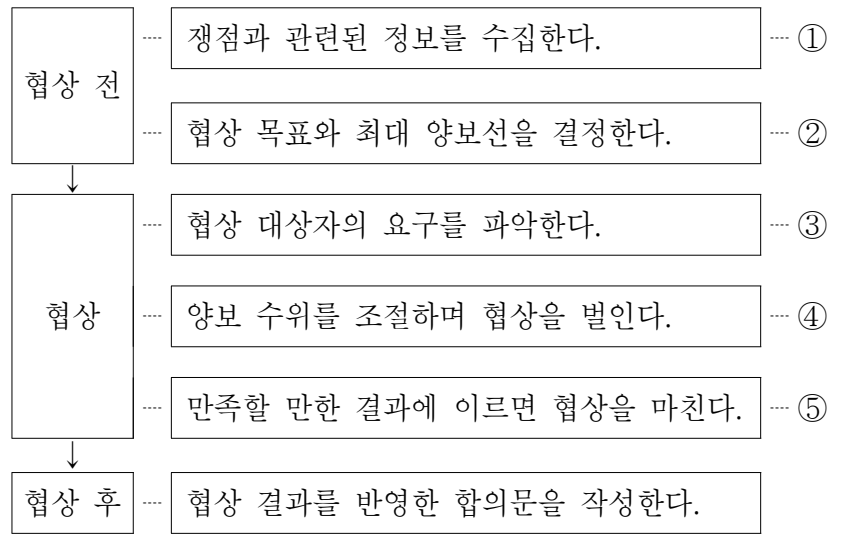 협상 전
쟁점과 관련된 정보를 수집한다. ①
협상 목표와 최대 양보선을 결정한다. ②
협상
협상 대상자의 요구를 파악한다. ③
양보 수위를 조절하며 협상을 벌인다. ④
만족할 만한 결과에 이르면 협상을 마친다. ⑤
협상 후
협상 결과를 반영한 합의문을 작성한다.